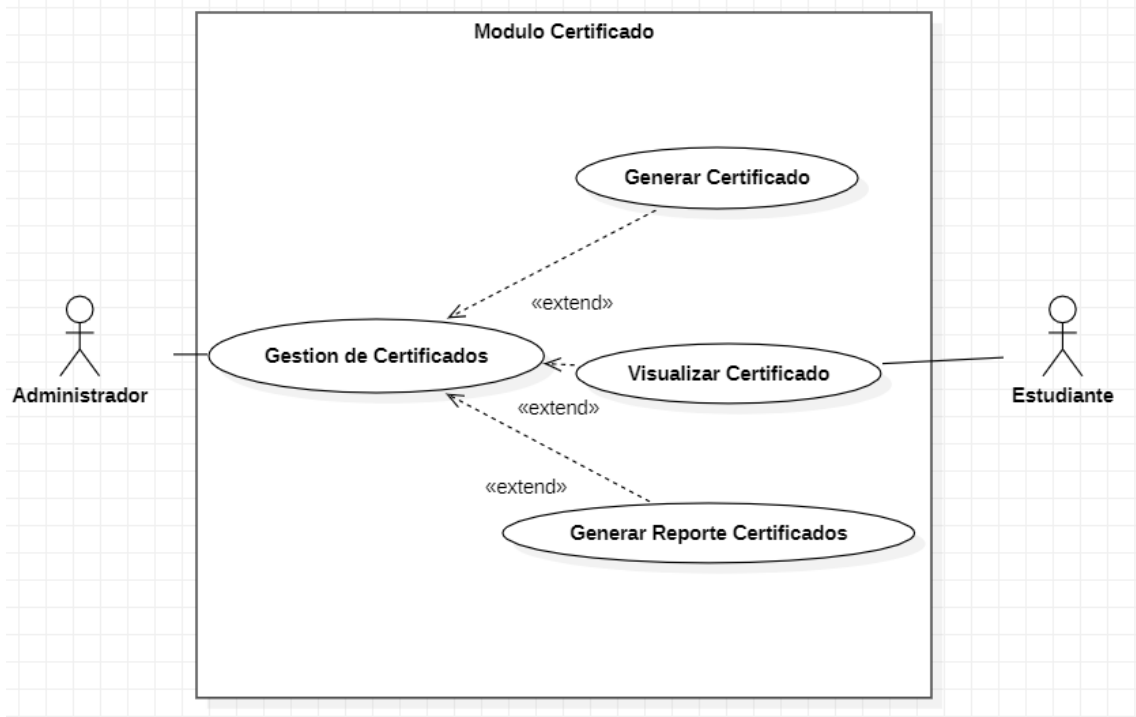 Modulo Certificado
Generar Certificado
«extend»
Gestion de Certificados
Visualizar Certificado
Administrador
Estudiante
«extend»
«extend»
Generar Reporte Certificados